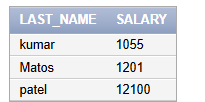 LAST_NAME SALARY
kumar 1055
Matos 1201
patel 12100